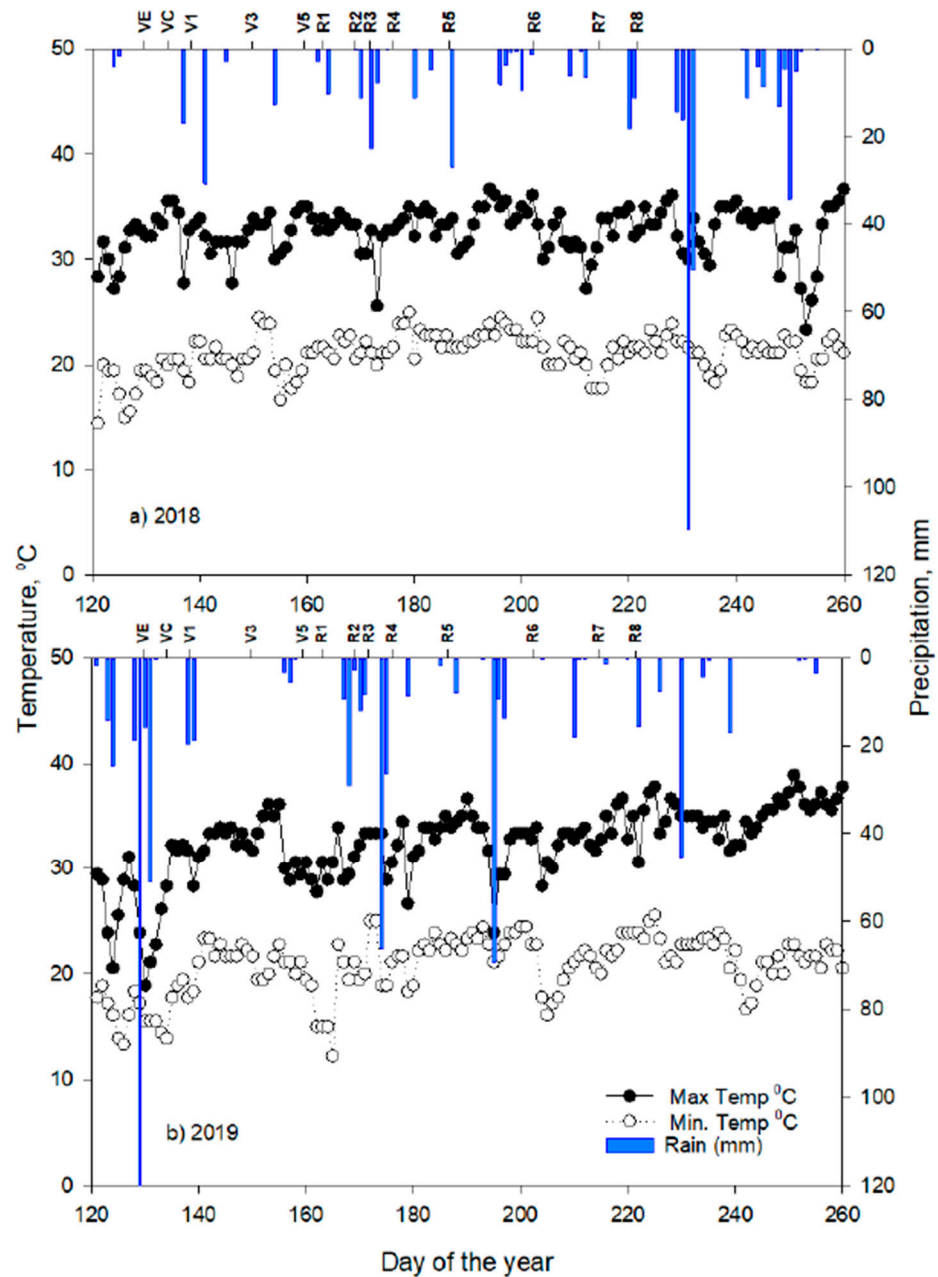 VE VC V1 V3 V5 R1 R2 R3 R4 R5 R6 R7 R8
50 0
20
40
40
30
60
20
80
10
100
a) 2018
0 120
120 140 160 180 200 220 240 260
VE VC V1 V3 V5 R1 R2 R3 R4 R5 R6 R7 R8
50 0
20
40
40
30
60
20
80
10
100
0 120
Max Temp ⁰C
Min. Temp ⁰C
Rain (mm)
b) 2019
120 140 160 180 200 220 240 260
Temperature, ⁰C
Precipitation, mm
Day of the year